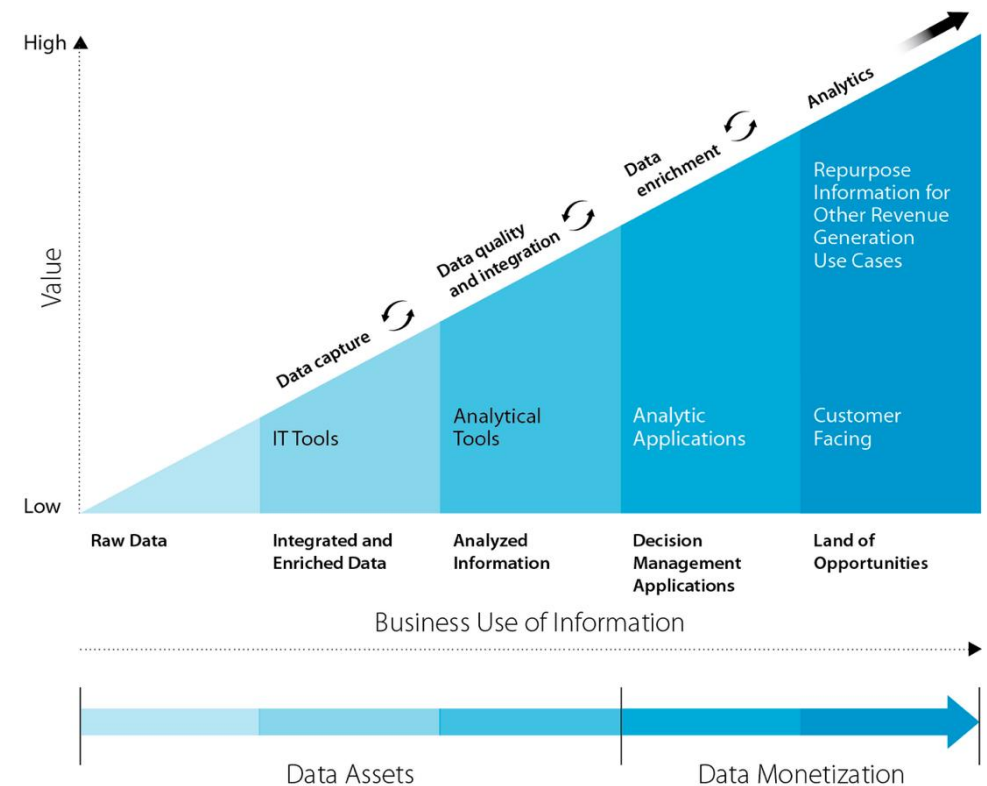 High
Analytics
Data
enrichment
Repurpose
Information for
Other Revenue
Generation
Use Cases
Data quality
and integration
Value
Data capture
IT Tools
Analytical
Tools
Analytic
Applications
Customer
Facing
Low
Raw Data
Integrated and
Enriched Data
Analyzed
Information
Decision
Management
Applications
Land of
Opportunities
Business Use of Information
Data Assets
Data Monetization